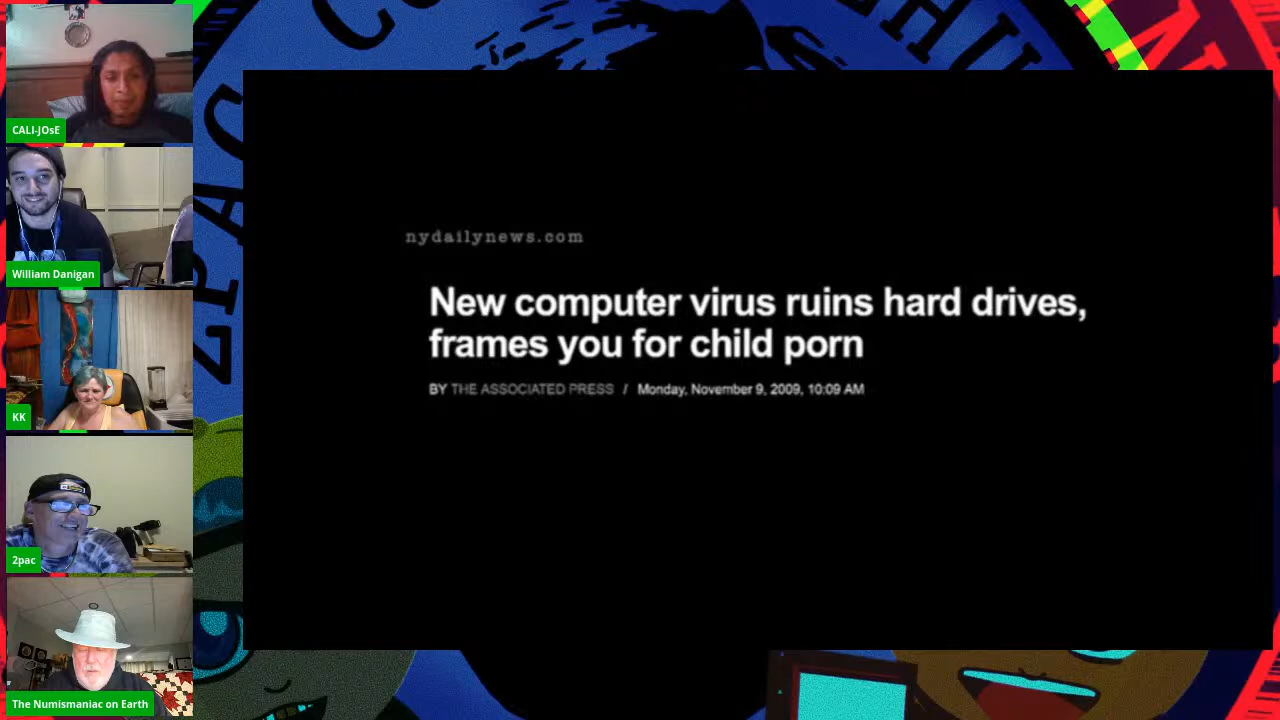 CALI-JOsE
William Danigan
KK
2pac
The Numismaniac on Earth
2PAC
nydailynews.com
New computer virus ruins hard drives,
frames you for child porn
BY THE ASSOCIATED PRESS / Monday, November 9, 2009, 10:09 AM